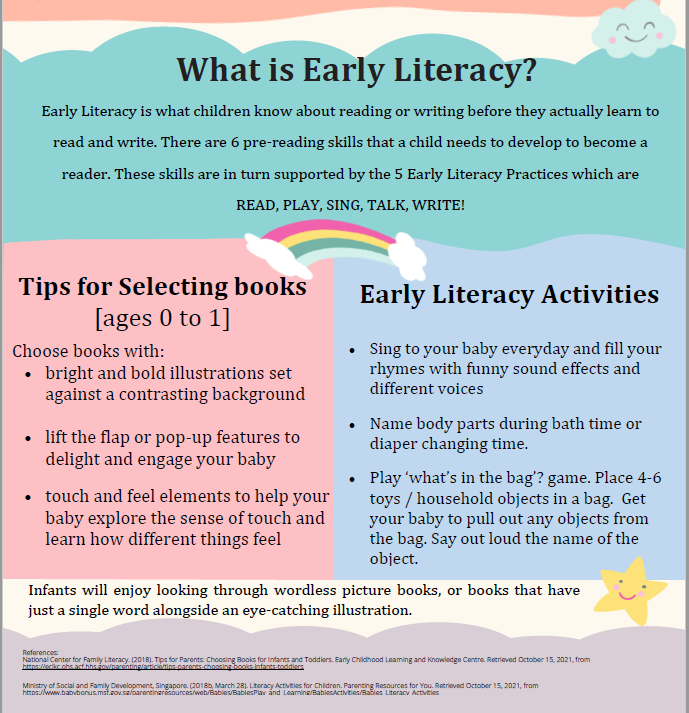 What is Early Literacy?
Early Literacy is what children know about reading or writing before they actually learn to
read and write. There are 6 pre-reading skills that a child needs to develop to become a
reader. These skills are in turn supported by the 5 Early Literacy Practices which are
READ, PLAY, SING, TALK, WRITE!
Tips for Selecting books
[ages 0 to 1]
Choose books with:
• bright and bold illustrations set
against a contrasting background
• lift the flap or pop-up features to
delight and engage your baby
• touch and feel elements to help your
baby explore the sense of touch and
learn how different things feel
Early Literacy Activities
• Sing to your baby everyday and fill your
rhymes with funny sound effects and
different voices
• Name body parts during bath time or
diaper changing time.
• Play ‘what’s in the bag’? game. Place 4-6
toys / household objects in a bag. Get
your baby to pull out any objects from
the bag. Say out loud the name of the
object.
Infants will enjoy looking through wordless picture books, or books that have
just a single word alongside an eye-catching illustration.
References:
National Center for Family Literacy. (2018). Tips for Parents: Choosing Books for Infants and Toddlers. Early Childhood Learning and Knowledge Centre. Retrieved October 15, 2021, from
https://eclkc.ohs.acf.hhs.gov/parenting/article/tips-parents-choosing-books-infants-toddlers
Ministry of Social and Family Development, Singapore. (2018b, March 28). Literacy Activities for Children. Parenting Resources for You. Retrieved October 15, 2021, from
https://www.babybonus.msf.gov.sg/parentingresources/web/Babies/BabiesPlay_and_Learning/BabiesActivities/Babies_Literacy_Activities